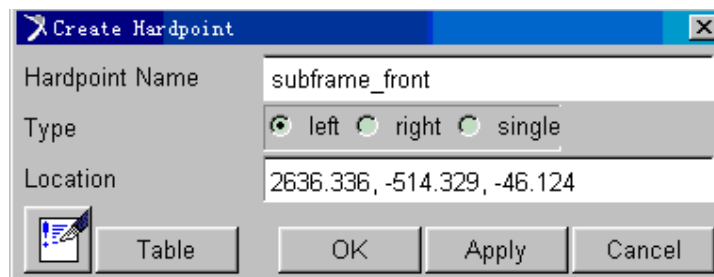 Create Hardpoint
Hardpoint Name subframe_front
Type left right single
Location 2636.336, -514.329, -46.124
Table OK Apply Cancel